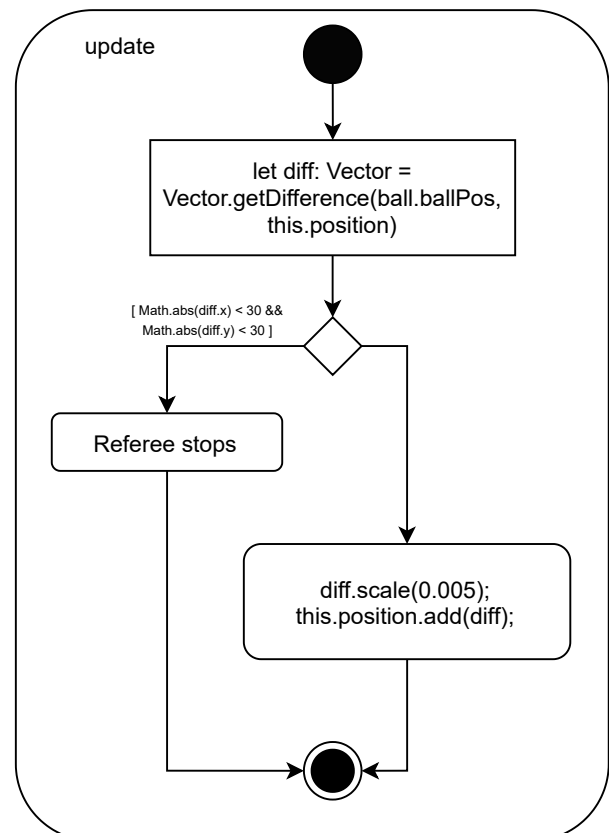 update
let diff: Vector =
Vector.getDifference(ball.ballPos,
this.position)
[ Math.abs(diff.x) < 30 &&
Math.abs(diff.y) < 30 ]
Referee stops
diff.scale(0.005);
this.position.add(diff);